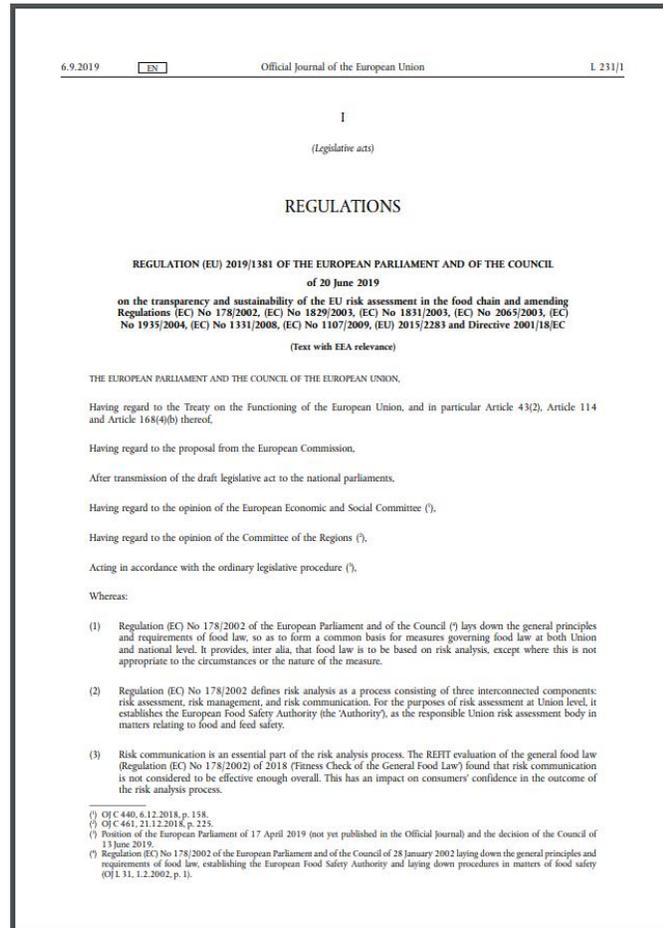 6.9.2019 EN Official Journal of the European Union L 231/1
I
(Legislative acts)
REGULATIONS
REGULATION (EU) 2019/1381 OF THE EUROPEAN PARLIAMENT AND OF THE COUNCIL
of 20 June 2019
on the transparency and sustainability of the EU risk assessment in the food chain and amending
Regulations (EC) No 178/2002, (EC) No 1829/2003, (EC) No 1831/2003, (EC) No 2065/2003, (EC)
No 1935/2004, (EC) No 1331/2008, (EC) No 1107/2009, (EU) 2015/2283 and Directive 2001/18/EC
(Text with EEA relevance)
THE EUROPEAN PARLIAMENT AND THE COUNCIL OF THE EUROPEAN UNION,
Having regard to the Treaty on the Functioning of the European Union, and in particular Article 43(2), Article 114
and Article 168(4)(b) thereof,
Having regard to the proposal from the European Commission,
After transmission of the draft legislative act to the national parliaments,
Having regard to the opinion of the European Economic and Social Committee (¹),
Having regard to the opinion of the Committee of the Regions (²),
Acting in accordance with the ordinary legislative procedure (³),
Whereas:
(1) Regulation (EC) No 178/2002 of the European Parliament and of the Council (⁴) lays down the general principles
and requirements of food law, so as to form a common basis for measures governing food law at both Union
and national level. It provides, inter alia, that food law is to be based on risk analysis, except where this is not
appropriate to the circumstances or the nature of the measure.
(2) Regulation (EC) No 178/2002 defines risk analysis as a process consisting of three interconnected components:
risk assessment, risk management, and risk communication. For the purposes of risk assessment at Union level, it
establishes the European Food Safety Authority (the 'Authority'), as the responsible Union risk assessment body in
matters relating to food and feed safety.
(3) Risk communication is an essential part of the risk analysis process. The REFIT evaluation of the general food law
(Regulation (EC) No 178/2002) of 2018 ('Fitness Check of the General Food Law') found that risk communication
is not considered to be effective enough overall. This has an impact on consumers' confidence in the outcome of
the risk analysis process.
(¹) OJ C 440, 6.12.2018, p. 158.
(²) OJ C 461, 21.12.2018, p. 225.
(³) Position of the European Parliament of 17 April 2019 (not yet published in the Official Journal) and the decision of the Council of
13 June 2019.
(⁴) Regulation (EC) No 178/2002 of the European Parliament and of the Council of 28 January 2002 laying down the general principles and
requirements of food law, establishing the European Food Safety Authority and laying down procedures in matters of food safety
(OJ L 31, 1.2.2002, p. 1).